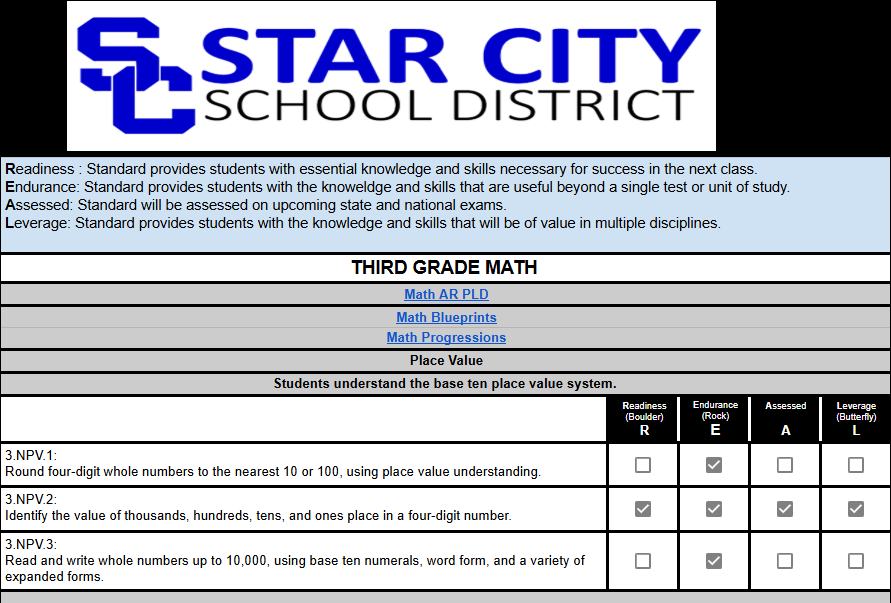 SC STAR CITY
SCHOOL DISTRICT
Readiness : Standard provides students with essential knowledge and skills necessary for success in the next class.
Endurance: Standard provides students with the knoweldge and skills that are useful beyond a single test or unit of study.
Assessed: Standard will be assessed on upcoming state and national exams.
Leverage: Standard provides students with the knowledge and skills that will be of value in multiple disciplines.
THIRD GRADE MATH
Math AR PLD
Math Blueprints
Math Progressions
Place Value
Students understand the base ten place value system.
Readiness (Boulder) R
Endurance (Rock) E
Assessed A
Leverage (Butterfly) L
3.NPV.1:
Round four-digit whole numbers to the nearest 10 or 100, using place value understanding.
3.NPV.2:
Identify the value of thousands, hundreds, tens, and ones place in a four-digit number.
3.NPV.3:
Read and write whole numbers up to 10,000, using base ten numerals, word form, and a variety of
expanded forms.